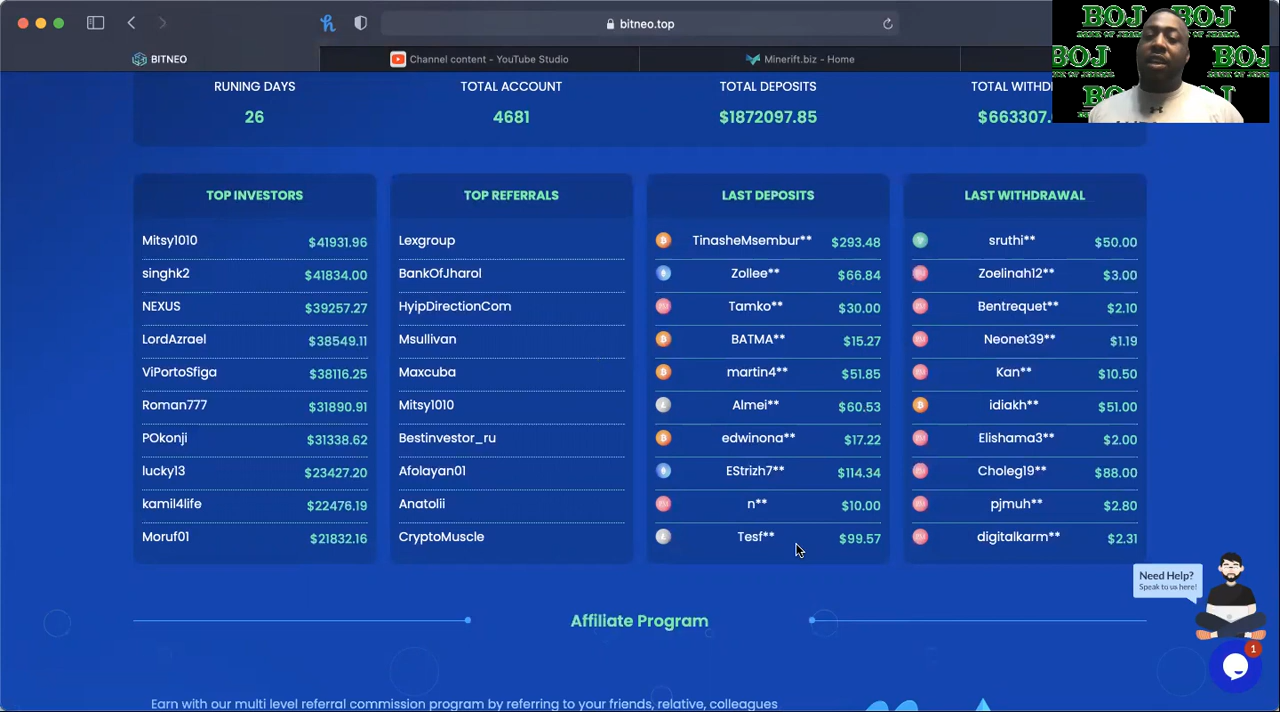 bitneo.top
BITNEO
Channel content - YouTube Studio
Minerift.biz - Home
BOJ BOJ
BOJ BOJ
RUNING DAYS
TOTAL ACCOUNT
TOTAL DEPOSITS
TOTAL WITHD
26
4681
$1872097.85
$663307.
TOP INVESTORS
Mitsy1010 $41931.96
singhk2 $41834.00
NEXUS $39257.27
LordAzrael $38549.11
ViPortoSfiga $38116.25
Roman777 $31890.91
POkonji $31338.62
lucky13 $23427.20
kamil4life $22476.19
Moruf01 $21832.16
TOP REFERRALS
Lexgroup
BankOfJharol
HyipDirectionCom
Msullivan
Maxcuba
Mitsy1010
Bestinvestor_ru
Afolayan01
Anatolii
CryptoMuscle
LAST DEPOSITS
TinasheMsembur** $293.48
Zollee** $66.84
Tamko** $30.00
BATMA** $15.27
martin4** $51.85
Almei** $60.53
edwinona** $17.22
EStrizh7** $114.34
n** $10.00
Tesf** $99.57
LAST WITHDRAWAL
sruthi** $50.00
Zoelinah12** $3.00
Bentrequet** $2.10
Neonet39** $1.19
Kan** $10.50
idiakh** $51.00
Elishama3** $2.00
Choleg19** $88.00
pjmuh** $2.80
digitalkarm** $2.31
Need Help?
Speak to us here!
1
Affiliate Program
Earn with our multi level referral commission program by referring to your friends, relative, colleagues